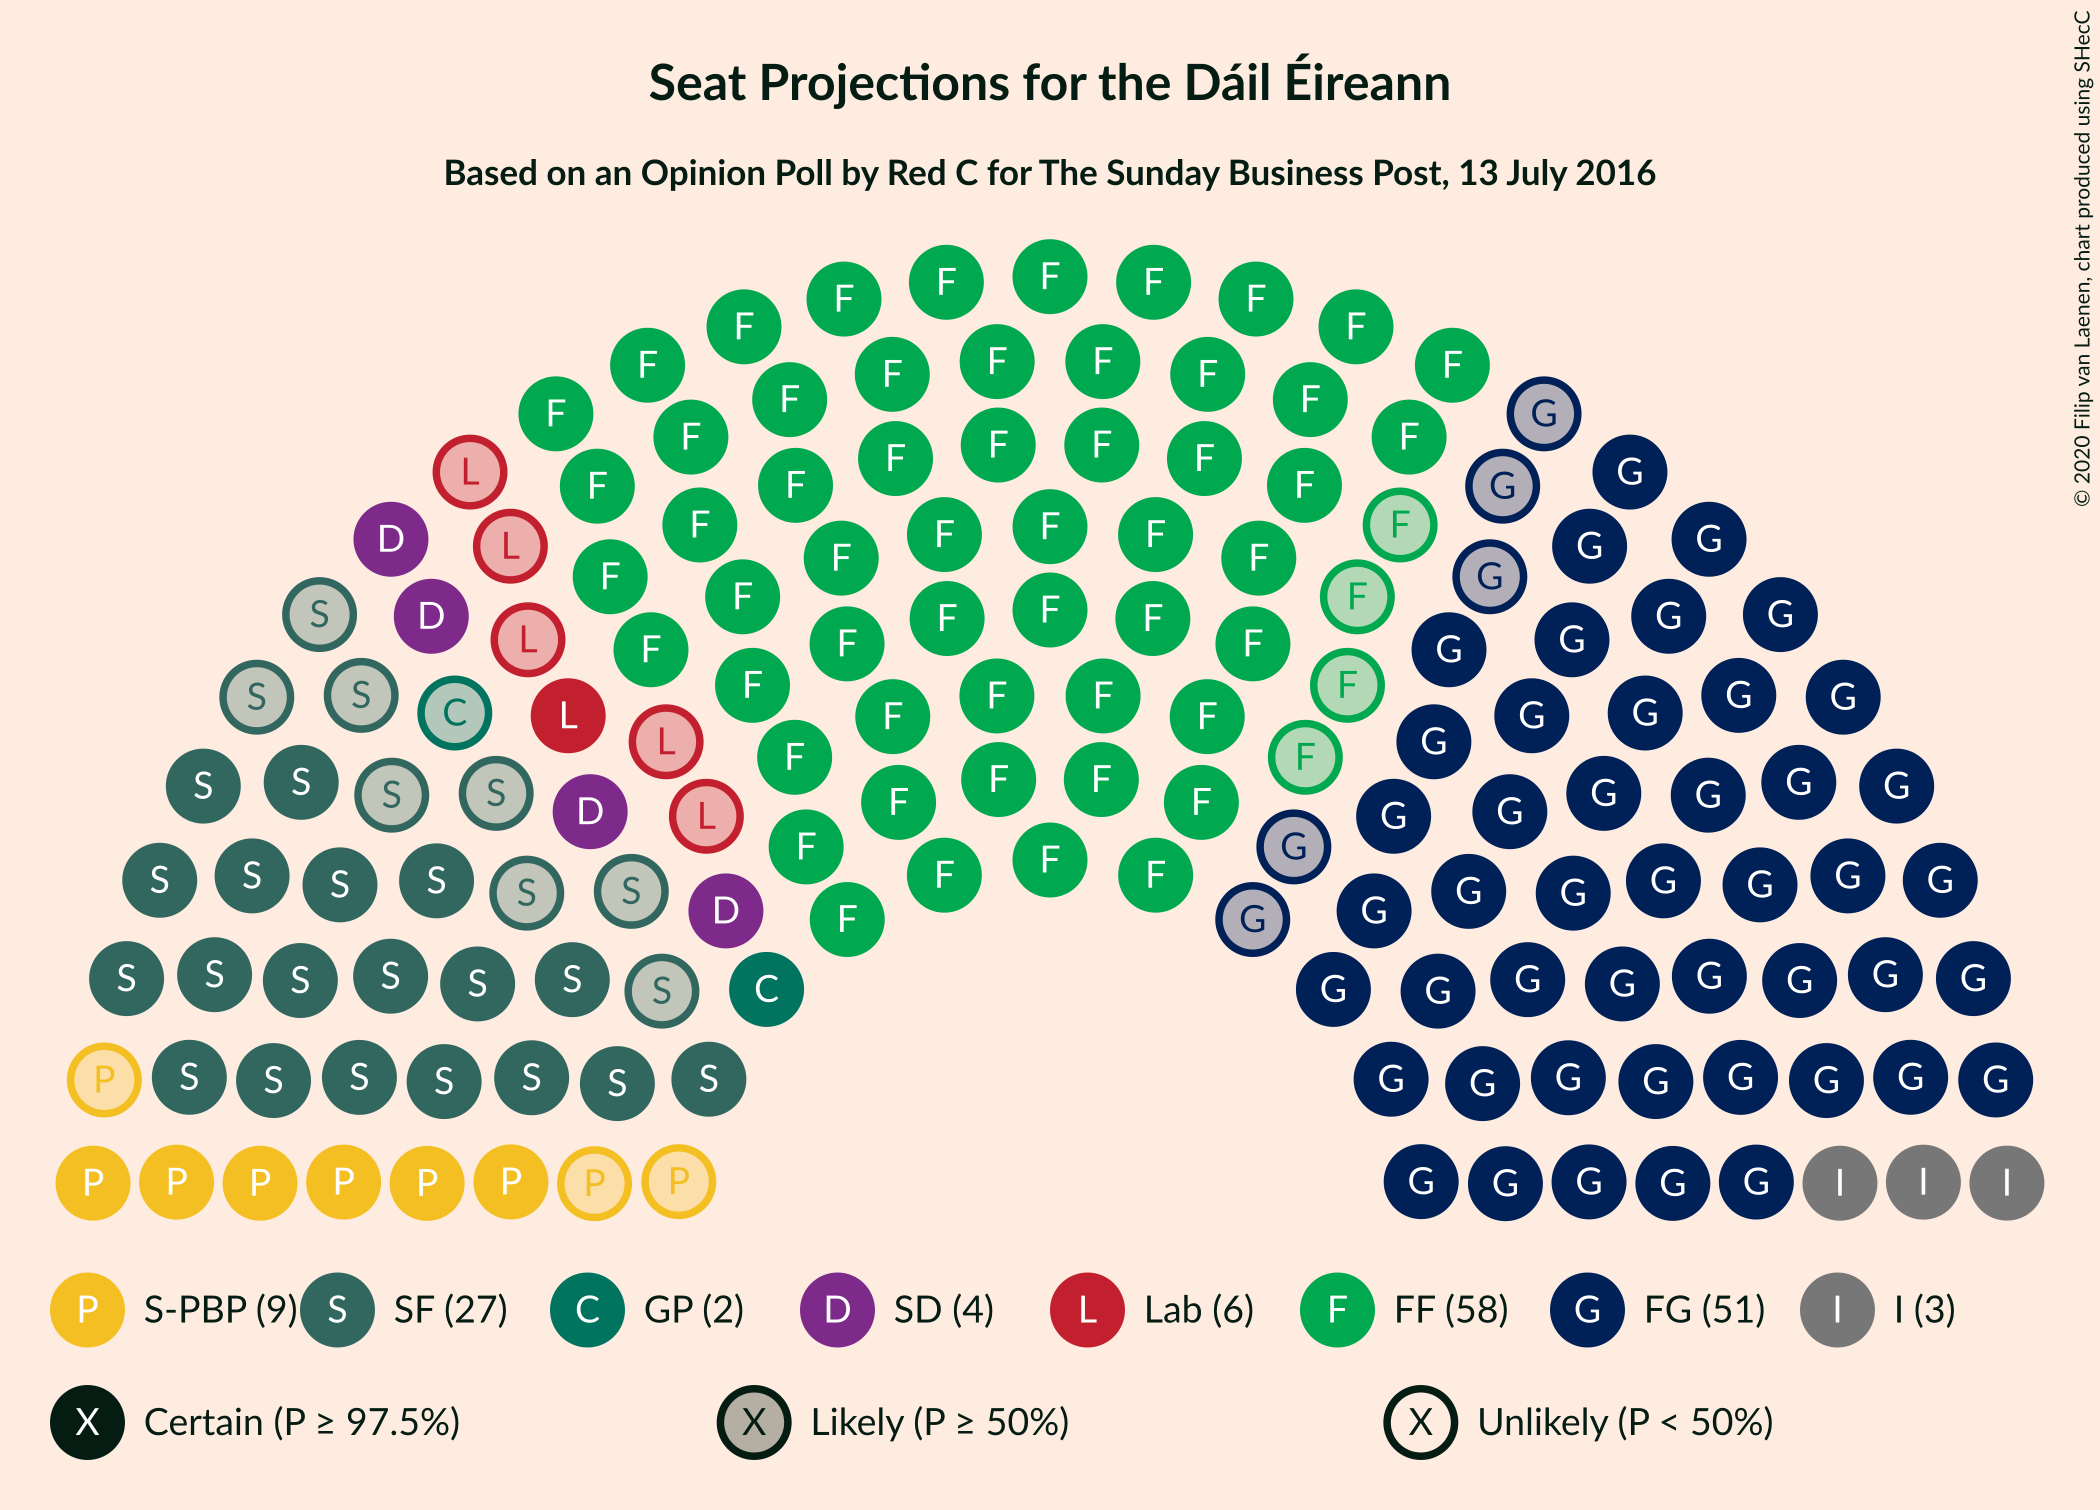 Seat Projections for the Dáil Éireann
Based on an Opinion Poll by Red C for The Sunday Business Post, 13 July 2016
© 2020 Filip van Laenen, chart produced using SHecC
F F F F F
F F
F F F F
F F
F F
F G
F F F F
L F F G G
F F
F F F
D L F F F F G G G
F F
S D L F F F F F G G G G
S S C L F F F F F G G G G G
L G
S S S S D L F F F F F F G G G G G G
F G
S S S S S S D F F F F G G G G G G G G
S S S S S S S C G G G G G G G G
P S S S S S S S G G G G G G G G
P P P P P P P P G G G G G I I I
P S-PBP (9) S SF (27) C GP (2) D SD (4) L Lab (6) F FF (58) G FG (51) I I (3)
X Certain (P ≥ 97.5%) X Likely (P ≥ 50%) X Unlikely (P < 50%)